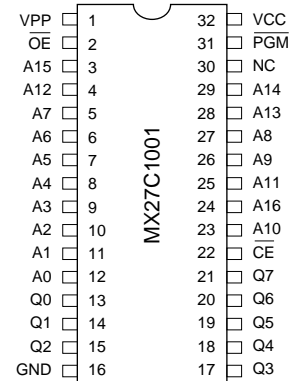 VPP 1 32 VCC
OE 2 31 PGM
A15 3 30 NC
A12 4 29 A14
A7 5 28 A13
A6 6 27 A8
A5 7 26 A9
A4 8 25 A11
A3 9 24 A16
A2 10 23 A10
A1 11 22 CE
A0 12 21 Q7
Q0 13 20 Q6
Q1 14 19 Q5
Q2 15 18 Q4
GND 16 17 Q3
MX27C1001